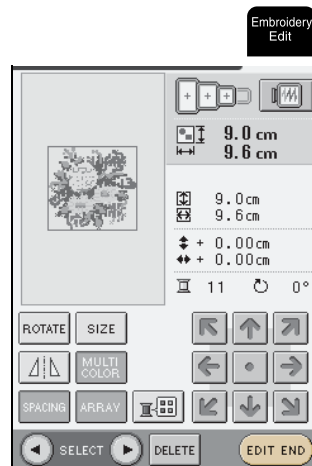 Embroidery
Edit
9.0 cm
9.6 cm
9.0cm
9.6cm
+ 0.00cm
+ 0.00cm
11 0°
ROTATE SIZE
MULTI
COLOR
SPACING ARRAY
SELECT DELETE EDIT END